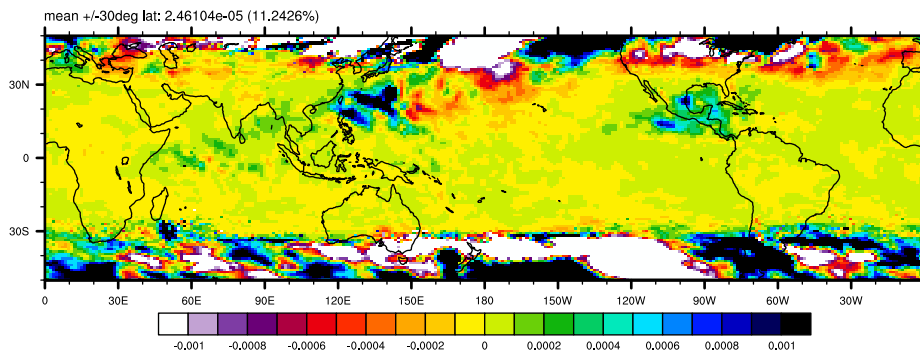 mean +/-30deg lat: 2.46104e-05 (11.2426%)
30N
0
30S
0 30E 60E 90E 120E 150E 180 150W 120W 90W 60W 30W
-0.001 -0.0008 -0.0006 -0.0004 -0.0002 0 0.0002 0.0004 0.0006 0.0008 0.001